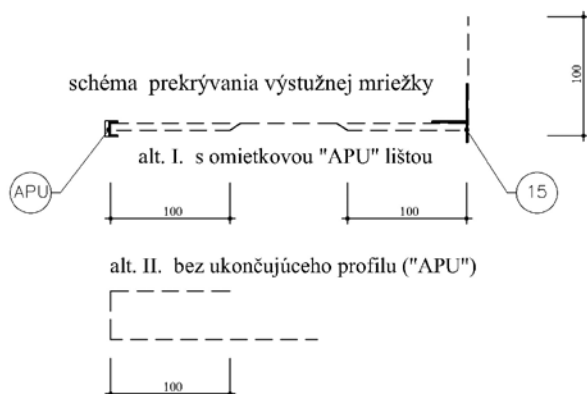 100
schéma prekrývania výstužnej mriežky
alt. I. s omietkovou "APU" lištou
APU
15
100
100
alt. II. bez ukončujúceho profilu ("APU")
100